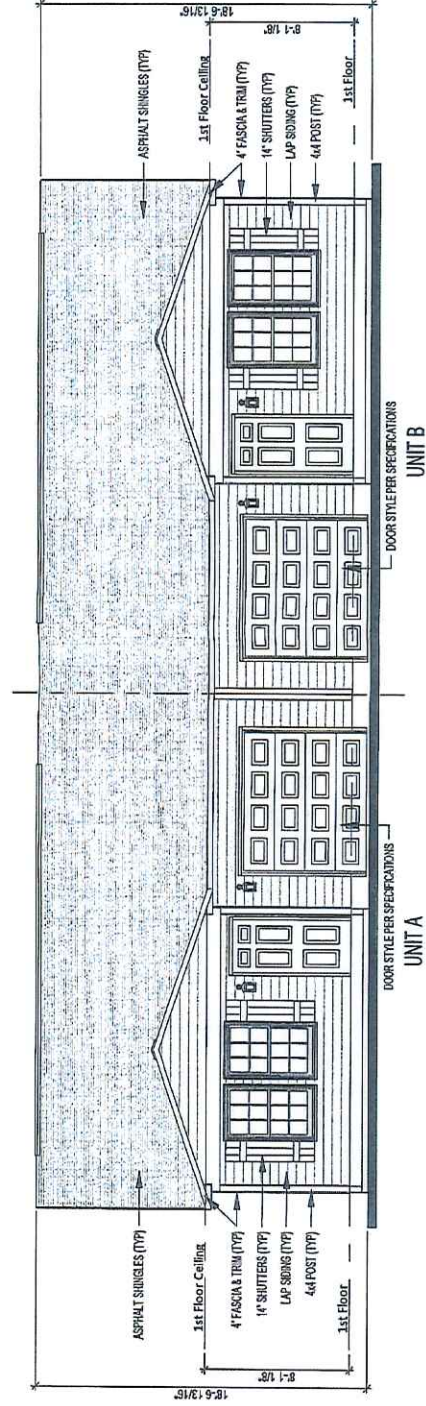 18'-6 13/16"
8'-1 1/8"
ASPHALT SHINGLES (TYP)
1st Floor Ceiling
4" FASCIA & TRIM (TYP)
14" SHUTTERS (TYP)
LAP SIDING (TYP)
4x4 POST (TYP)
1st Floor
DOOR STYLE PER SPECIFICATIONS
UNIT A
DOOR STYLE PER SPECIFICATIONS
UNIT B
ASPHALT SHINGLES (TYP)
1st Floor Ceiling
4" FASCIA & TRIM (TYP)
14" SHUTTERS (TYP)
LAP SIDING (TYP)
4x4 POST (TYP)
1st Floor
8'-1 1/8"
18'-6 13/16"